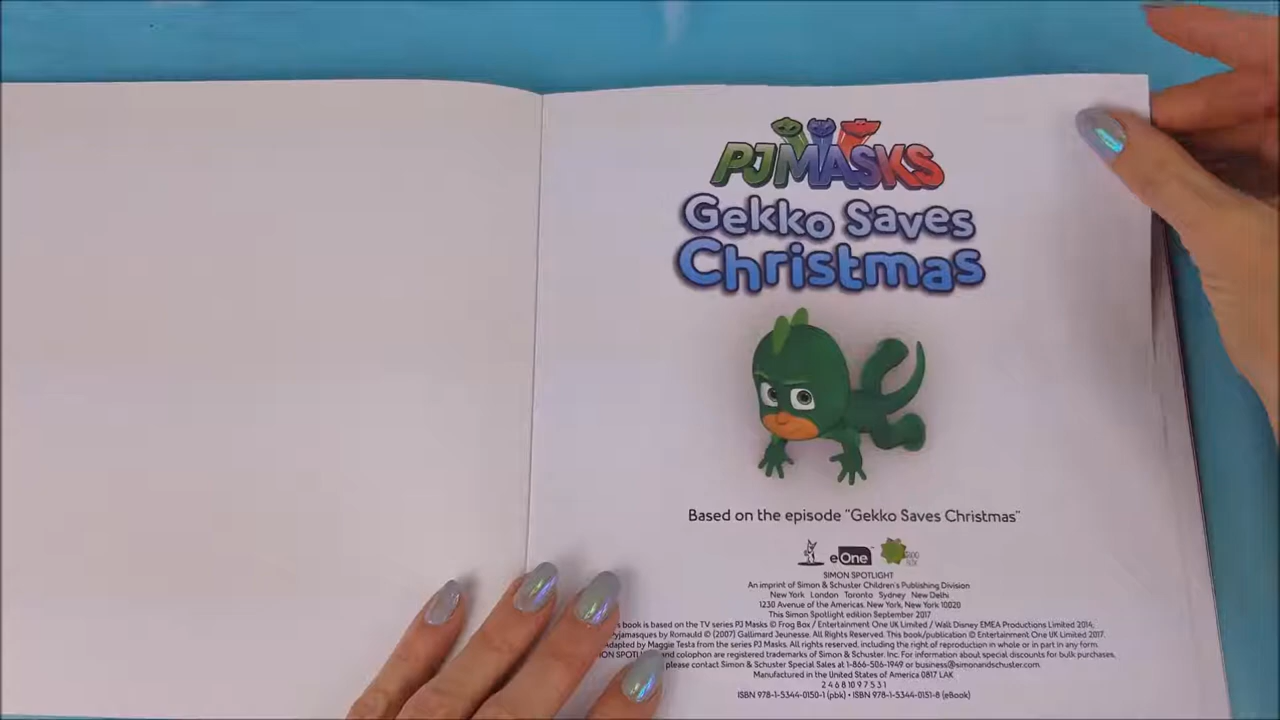 PJMASKS
Gekko Saves
Christmas
Based on the episode "Gekko Saves Christmas"
eOne
SIMON SPOTLIGHT
An imprint of Simon & Schuster Children's Publishing Division
New York London Toronto Sydney New Delhi
1230 Avenue of the Americas, New York, New York 10020
This Simon Spotlight edition September 2017
book is based on the TV series PJ Masks © Frog Box / Entertainment One UK Limited / Walt Disney EMEA Productions Limited 2014,
Pyjamasques by Romauld © (2007) Gallimard Jeunesse. All Rights Reserved. This book/publication © Entertainment One UK Limited 2017.
Adapted by Maggie Testa from the series PJ Masks. All rights reserved, including the right of reproduction in whole or in part in any form.
and colophon are registered trademarks of Simon & Schuster, Inc. For information about special discounts for bulk purchases,
please contact Simon & Schuster Special Sales at 1-866-506-1949 or business@simonandschuster.com.
Manufactured in the United States of America 0817 LAK
2 4 6 8 10 9 7 5 3 1
ISBN 978-1-5344-0150-1 (pbk) • ISBN 978-1-5344-0151-8 (eBook)